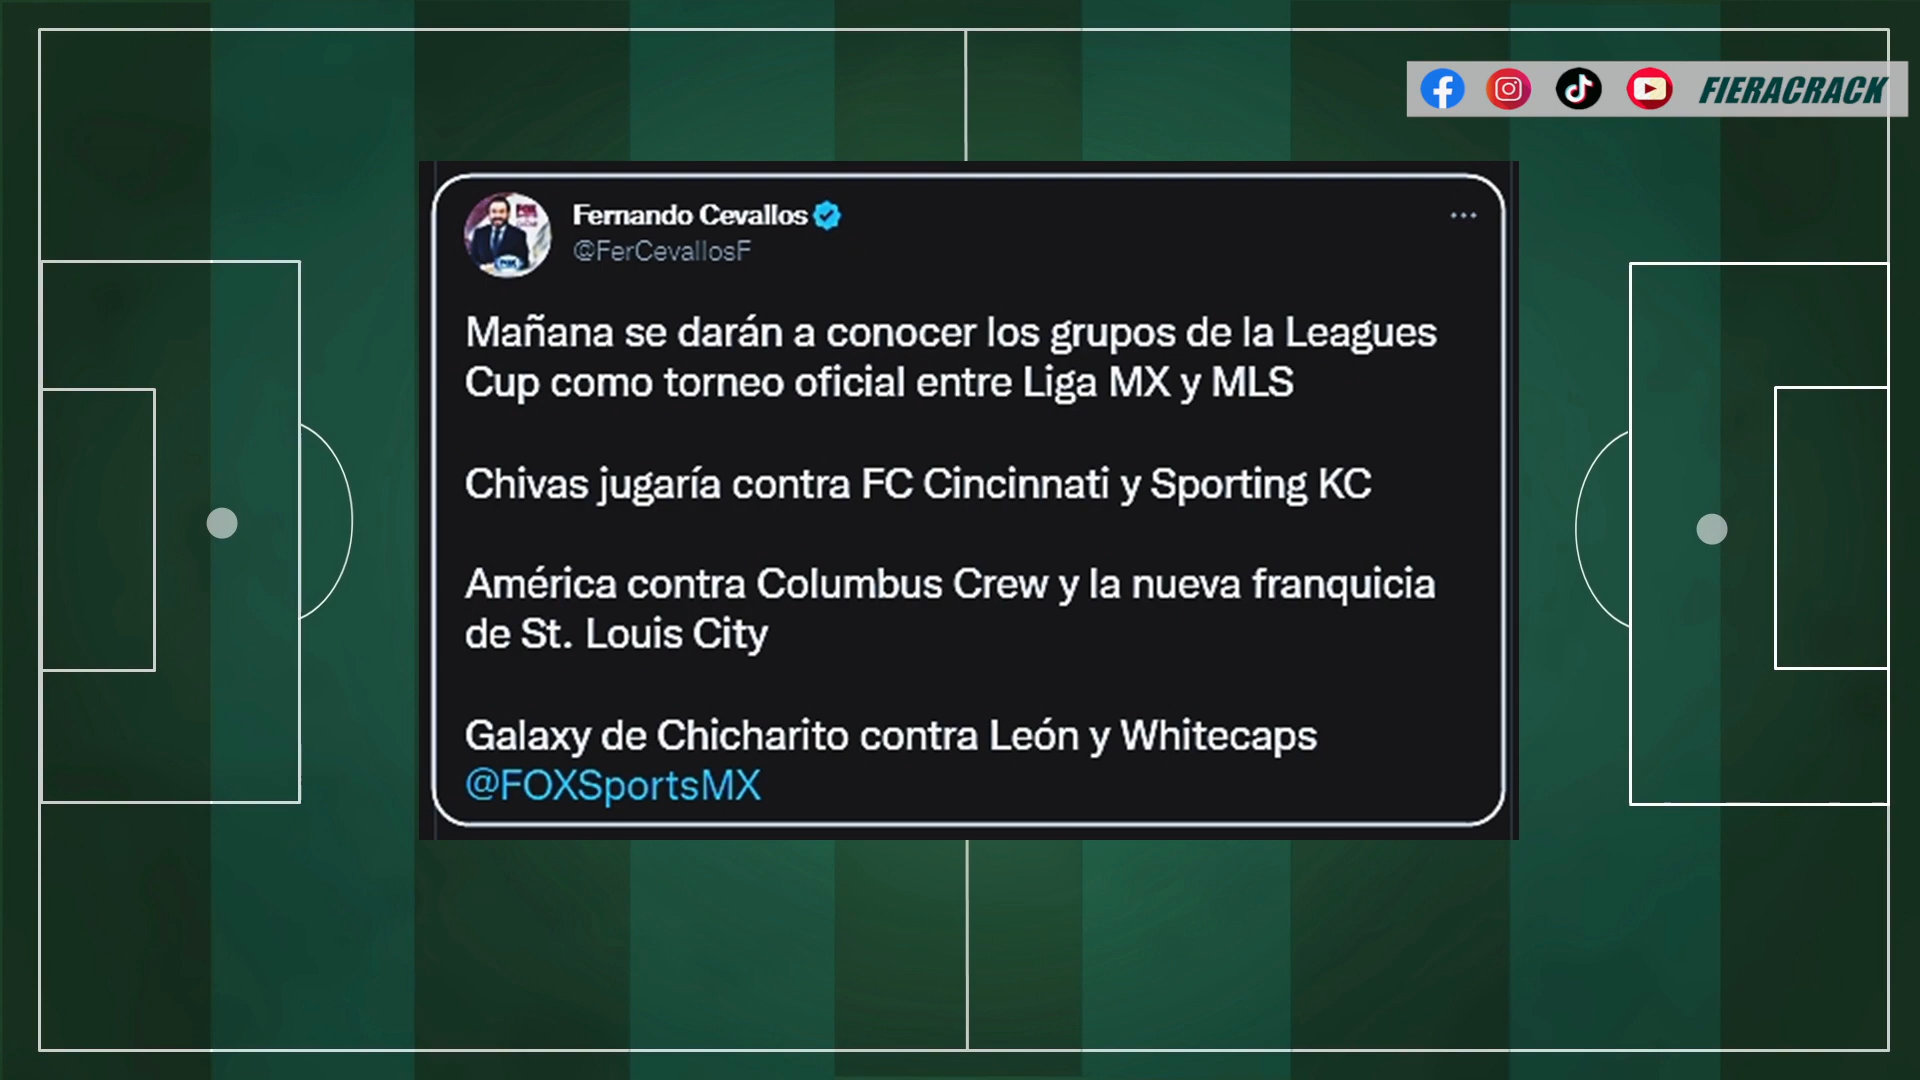 FIERACRACK
Fernando Cevallos
@FerCevallosF
Mañana se darán a conocer los grupos de la Leagues
Cup como torneo oficial entre Liga MX y MLS
Chivas jugaría contra FC Cincinnati y Sporting KC
América contra Columbus Crew y la nueva franquicia
de St. Louis City
Galaxy de Chicharito contra León y Whitecaps
@FOXSportsMX